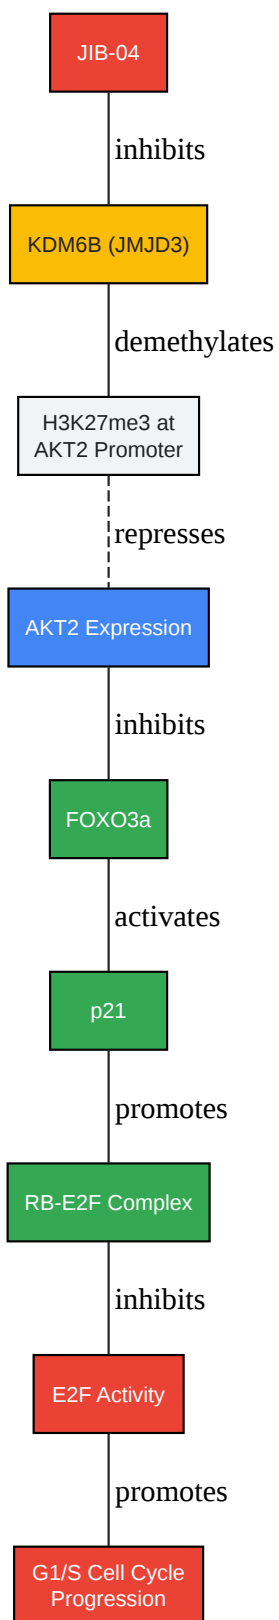 JIB-04
inhibits
KDM6B (JMJD3)
demethylates
H3K27me3 at
AKT2 Promoter
represses
AKT2 Expression
inhibits
FOXO3a
activates
p21
promotes
RB-E2F Complex
inhibits
E2F Activity
promotes
G1/S Cell Cycle
Progression